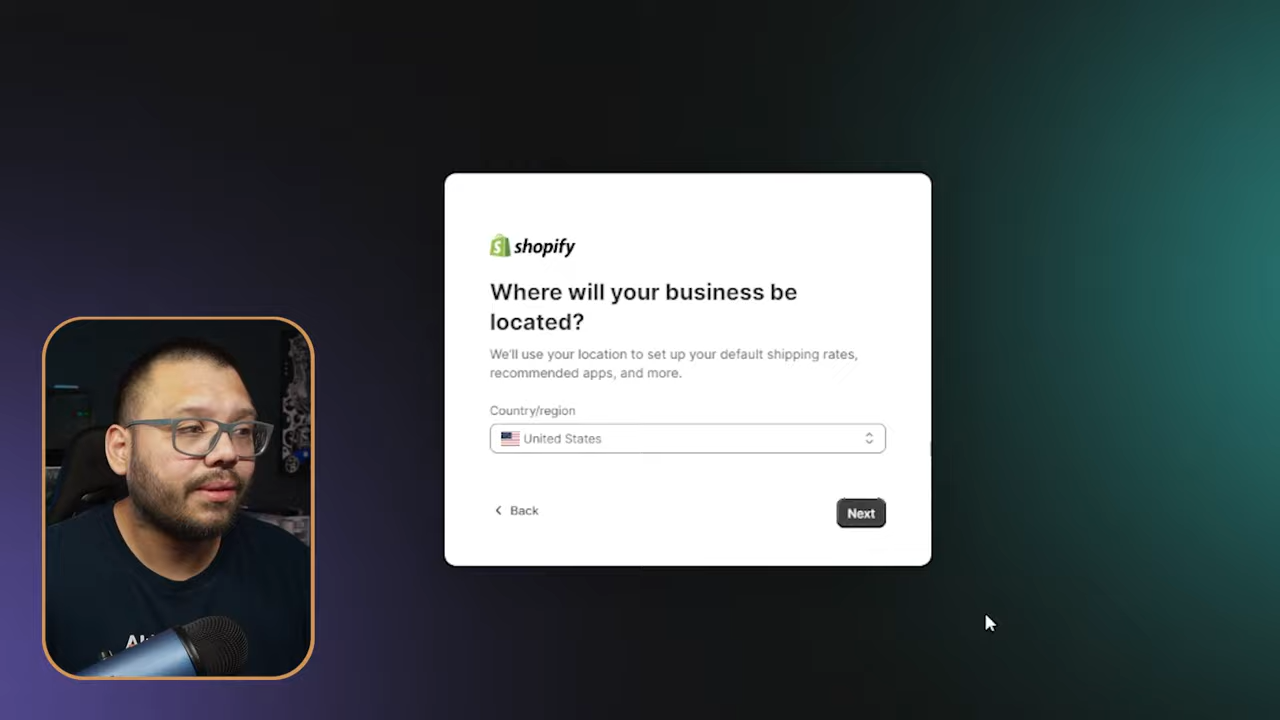 shopify
Where will your business be
located?
We'll use your location to set up your default shipping rates,
recommended apps, and more.
Country/region
United States
Back
Next